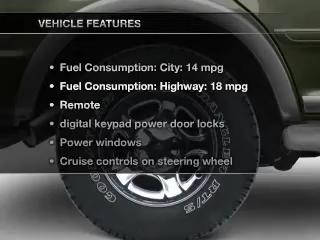 VEHICLE FEATURES
• Fuel Consumption: City: 14 mpg
• Fuel Consumption: Highway: 18 mpg
• Remote
• digital keypad power door locks
• Power windows
• Cruise controls on steering wheel